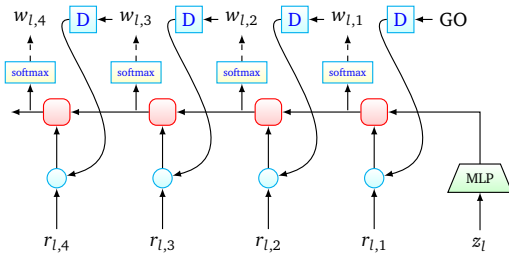 w_{l,4} D w_{l,3} D w_{l,2} D w_{l,1} D GO
softmax softmax softmax softmax
MLP
r_{l,4} r_{l,3} r_{l,2} r_{l,1} z_l